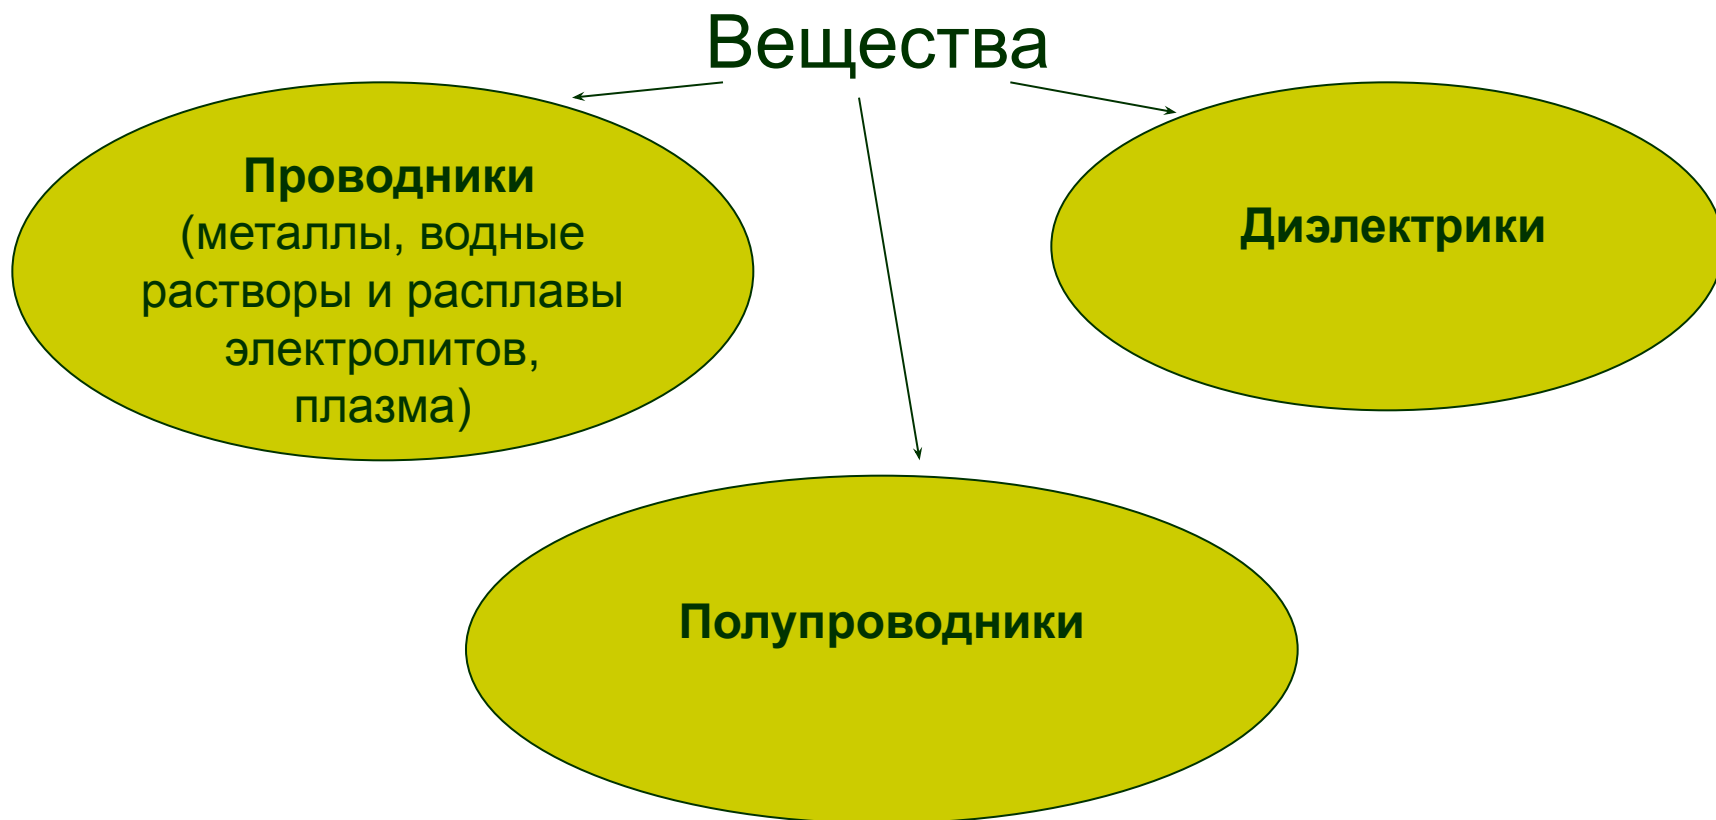 Вещества
Проводники
(металлы, водные
растворы и расплавы
электролитов,
плазма)
Диэлектрики
Полупроводники